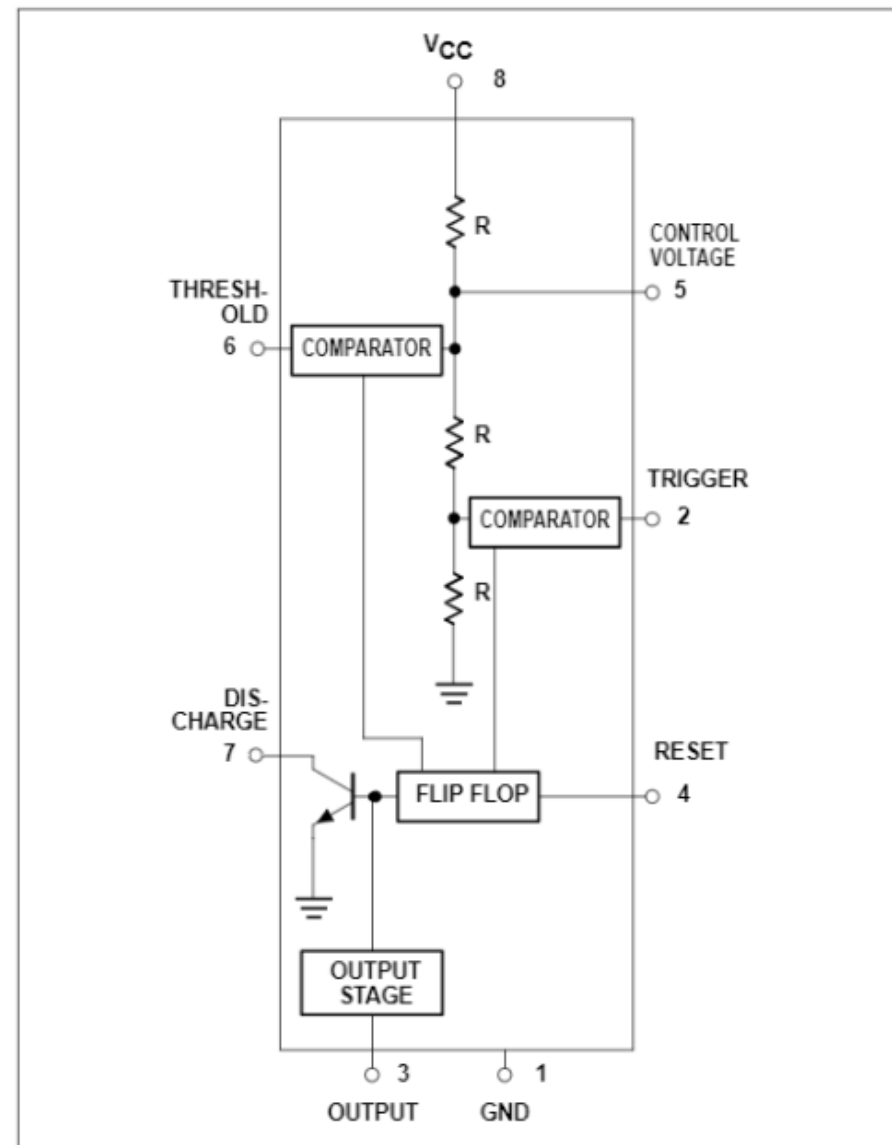 VCC
8
R
CONTROL
VOLTAGE
5
THRESH-
OLD
6
COMPARATOR
R
TRIGGER
COMPARATOR
2
R
DIS-
CHARGE
7
RESET
FLIP FLOP
4
OUTPUT
STAGE
3
1
OUTPUT
GND